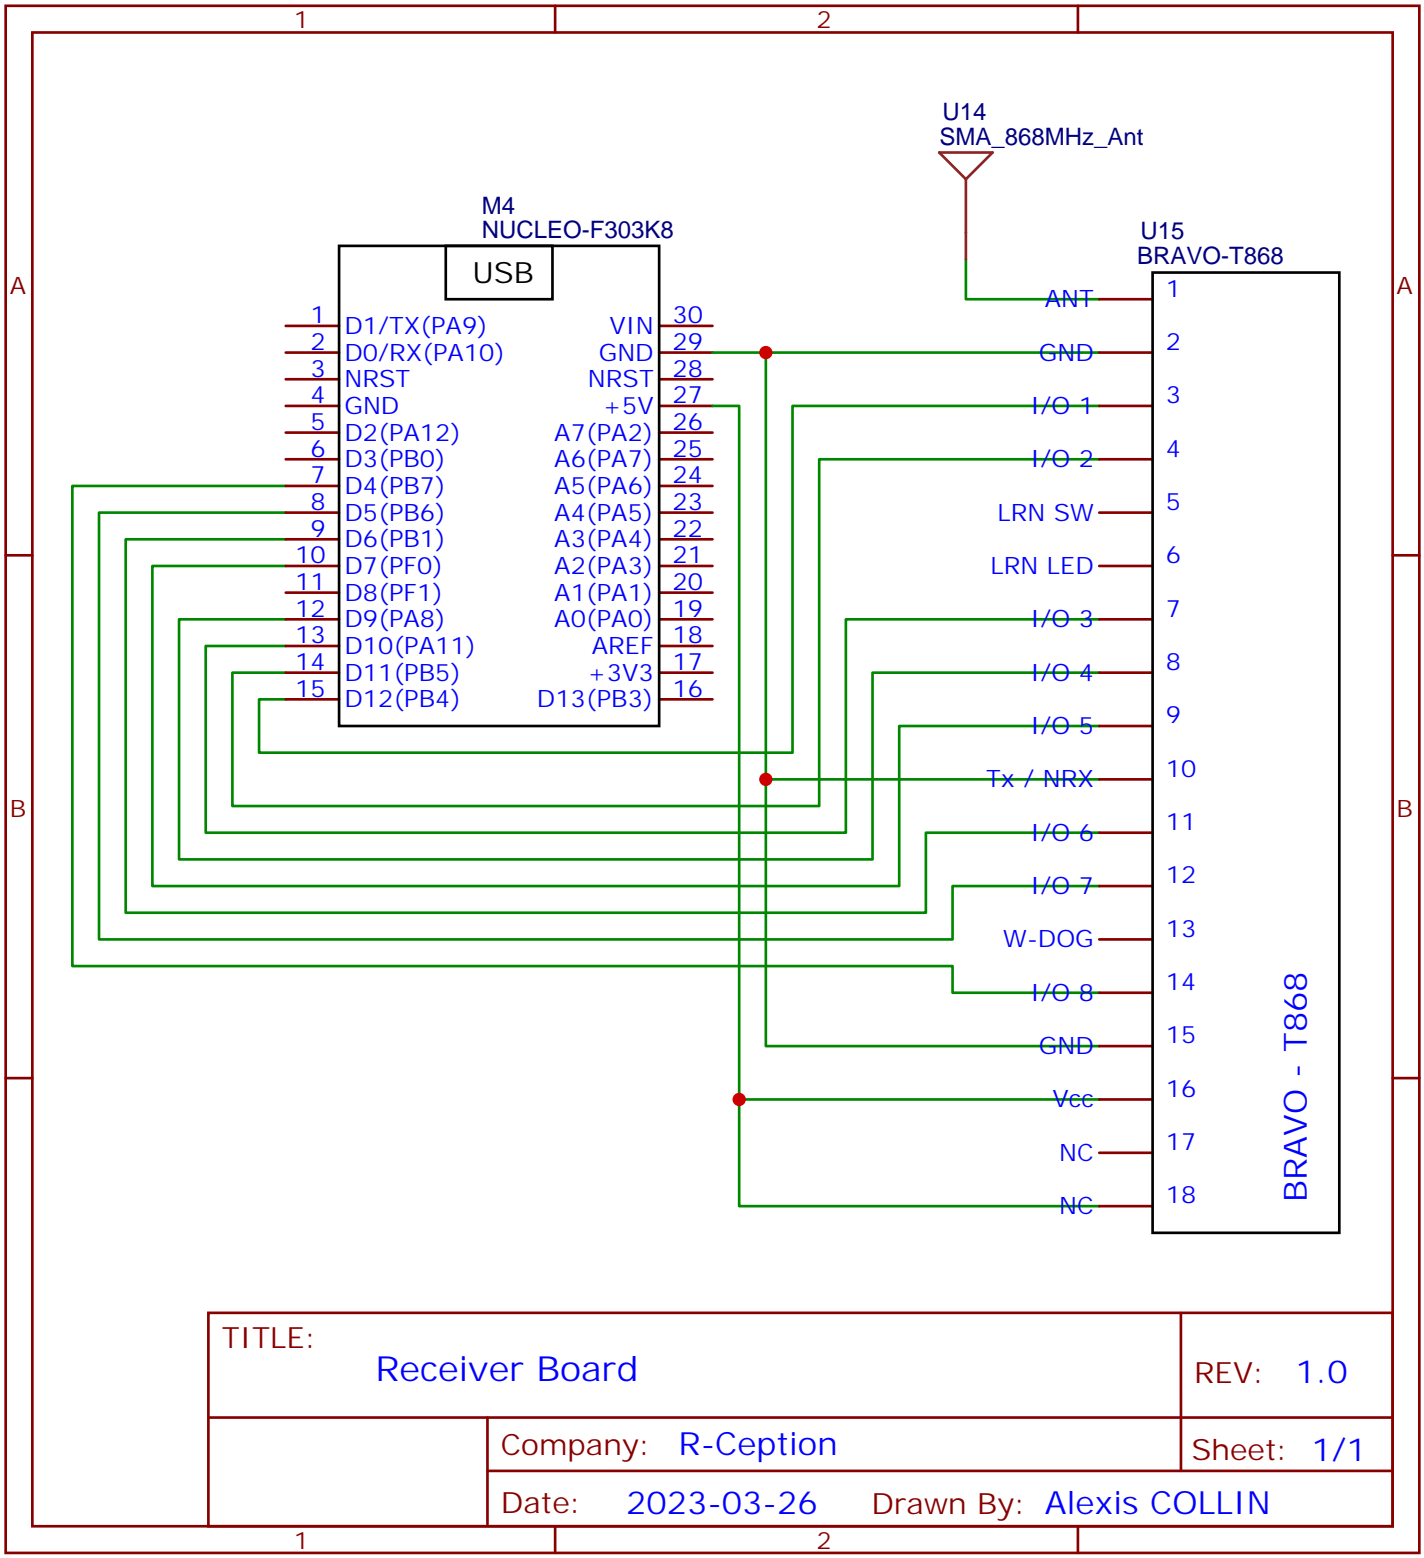 1 2
U14
SMA_868MHz_Ant
M4
NUCLEO-F303K8
U15
BRAVO-T868
USB
A A
1 D1/TX(PA9) VIN 30
2 D0/RX(PA10) GND 29
3 NRST NRST 28
4 GND +5V 27
5 D2(PA12) A7(PA2) 26
6 D3(PB0) A6(PA7) 25
7 D4(PB7) A5(PA6) 24
8 D5(PB6) A4(PA5) 23
9 D6(PB1) A3(PA4) 22
10 D7(PF0) A2(PA3) 21
11 D8(PF1) A1(PA1) 20
12 D9(PA8) A0(PA0) 19
13 D10(PA11) AREF 18
14 D11(PB5) +3V3 17
15 D12(PB4) D13(PB3) 16
ANT 1
GND 2
I/O 1 3
I/O 2 4
LRN SW 5
LRN LED 6
I/O 3 7
I/O 4 8
I/O 5 9
Tx / NRX 10
I/O 6 11
I/O 7 12
W-DOG 13
I/O 8 14
GND 15
Vcc 16
NC 17
NC 18
BRAVO - T868
B B
TITLE:
Receiver Board
REV: 1.0
Company: R-Ception
Sheet: 1/1
Date: 2023-03-26 Drawn By: Alexis COLLIN
1 2